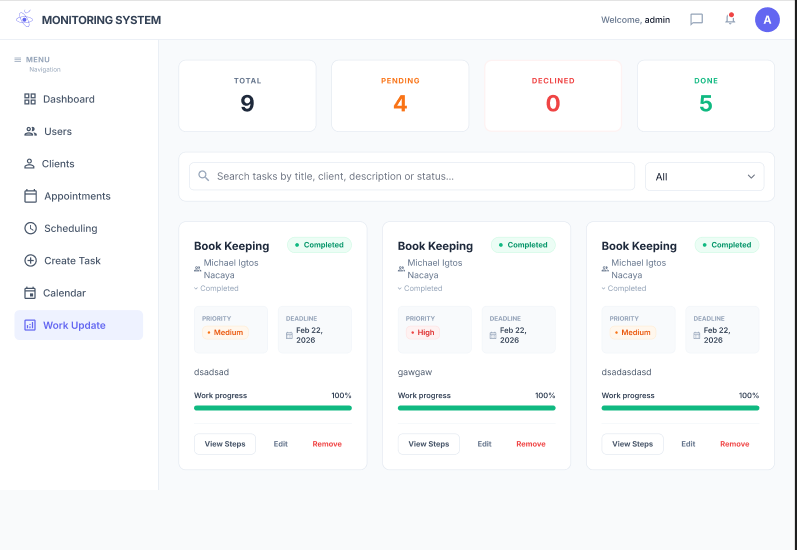 MONITORING SYSTEM
Welcome, admin
A
MENU
Navigation
Dashboard
Users
Clients
Appointments
Scheduling
Create Task
Calendar
Work Update
TOTAL
9
PENDING
4
DECLINED
0
DONE
5
Search tasks by title, client, description or status...
All
Book Keeping
Completed
Michael Igtos
Nacaya
Completed
PRIORITY
Medium
DEADLINE
Feb 22,
2026
dsadsad
Work progress 100%
View Steps Edit Remove
Book Keeping
Completed
Michael Igtos
Nacaya
Completed
PRIORITY
High
DEADLINE
Feb 22,
2026
gawgaw
Work progress 100%
View Steps Edit Remove
Book Keeping
Completed
Michael Igtos
Nacaya
Completed
PRIORITY
Medium
DEADLINE
Feb 22,
2026
dsadasdasd
Work progress 100%
View Steps Edit Remove